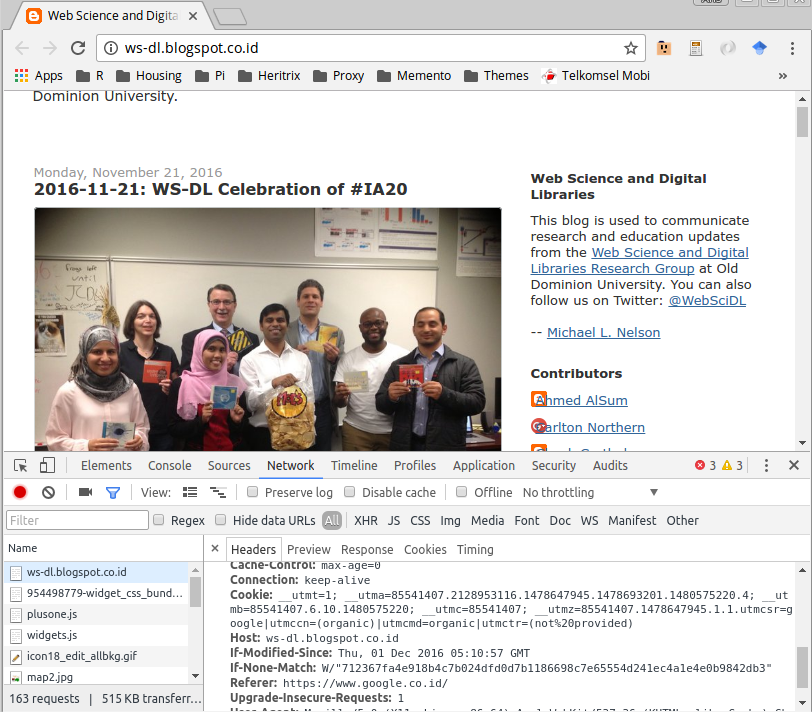 Web Science and Digita
ws-dl.blogspot.co.id
Apps R Housing Pi Heritrix Proxy Memento Themes Telkomsel Mobi »
Dominion University.
Monday, November 21, 2016
2016-11-21: WS-DL Celebration of #IA20
16
things left
until
JCD
Moe's
Web Science and Digital
Libraries
This blog is used to communicate
research and education updates
from the Web Science and Digital
Libraries Research Group at Old
Dominion University. You can also
follow us on Twitter: @WebSciDL
-- Michael L. Nelson
Contributors
Ahmed AlSum
Carlton Northern
Elements Console Sources Network Timeline Profiles Application Security Audits 3 3
View: Preserve log Disable cache Offline No throttling
Filter Regex Hide data URLs All XHR JS CSS Img Media Font Doc WS Manifest Other
Name
ws-dl.blogspot.co.id
954498779-widget_css_bund...
plusone.js
widgets.js
icon18_edit_allbkg.gif
map2.jpg
163 requests | 515 KB transferr...
× Headers Preview Response Cookies Timing
Cache-Control: max-age=0
Connection: keep-alive
Cookie: __utmt=1; __utma=85541407.2128953116.1478647945.1478693201.1480575220.4; __ut
mb=85541407.6.10.1480575220; __utmc=85541407; __utmz=85541407.1478647945.1.1.utmcsr=g
oogle|utmccn=(organic)|utmcmd=organic|utmctr=(not%20provided)
Host: ws-dl.blogspot.co.id
If-Modified-Since: Thu, 01 Dec 2016 05:10:57 GMT
If-None-Match: W/"712367fa4e918b4c7b024dfd0d7b1186698c7e65554d241ec4a1e4e0b9842db3"
Referer: https://www.google.co.id/
Upgrade-Insecure-Requests: 1